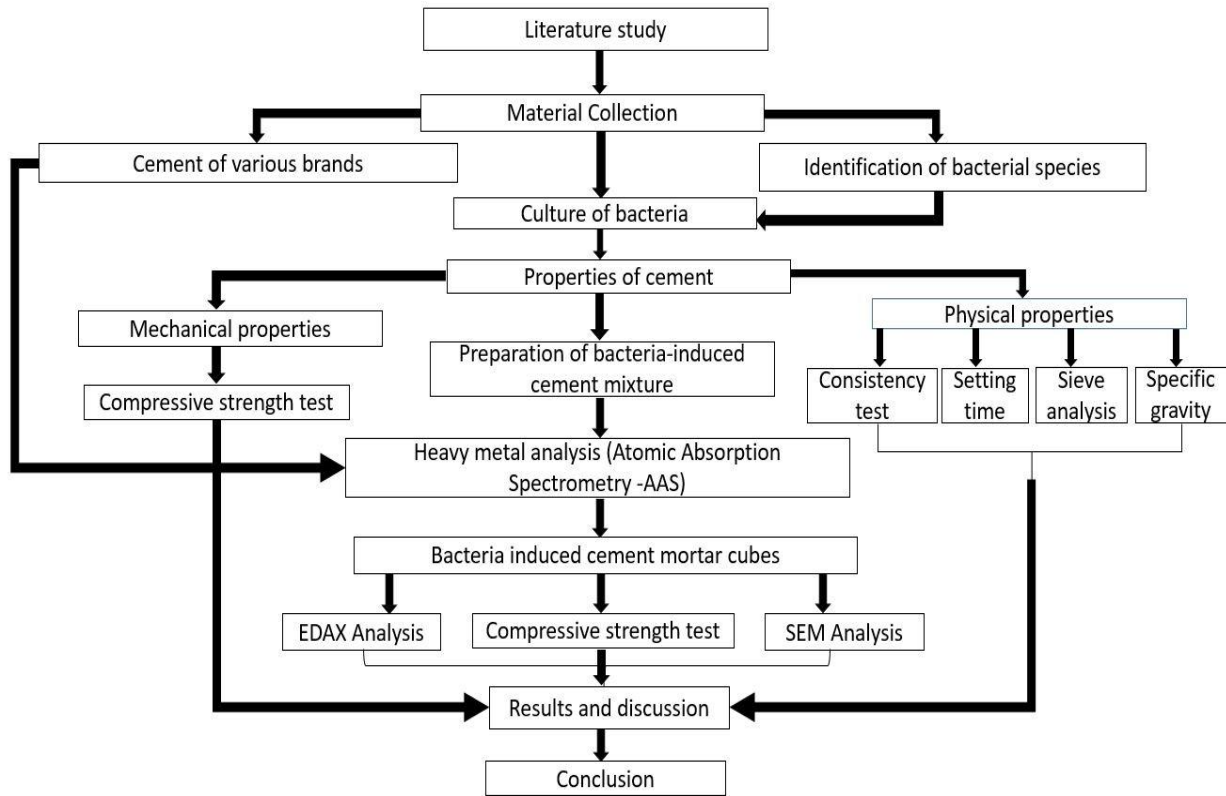 Literature study
Material Collection
Cement of various brands
Identification of bacterial species
Culture of bacteria
Properties of cement
Mechanical properties
Physical properties
Preparation of bacteria-induced
cement mixture
Compressive strength test
Consistency
test
Setting
time
Sieve
analysis
Specific
gravity
Heavy metal analysis (Atomic Absorption
Spectrometry -AAS)
Bacteria induced cement mortar cubes
EDAX Analysis
Compressive strength test
SEM Analysis
Results and discussion
Conclusion